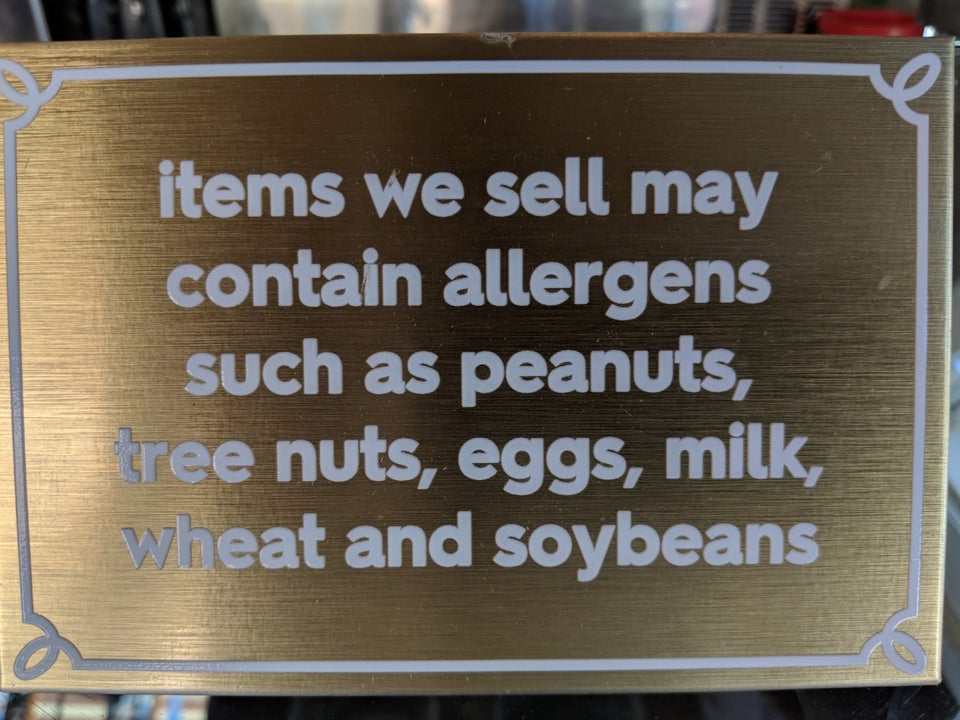 items we sell may
contain allergens
such as peanuts,
tree nuts, eggs, milk,
wheat and soybeans